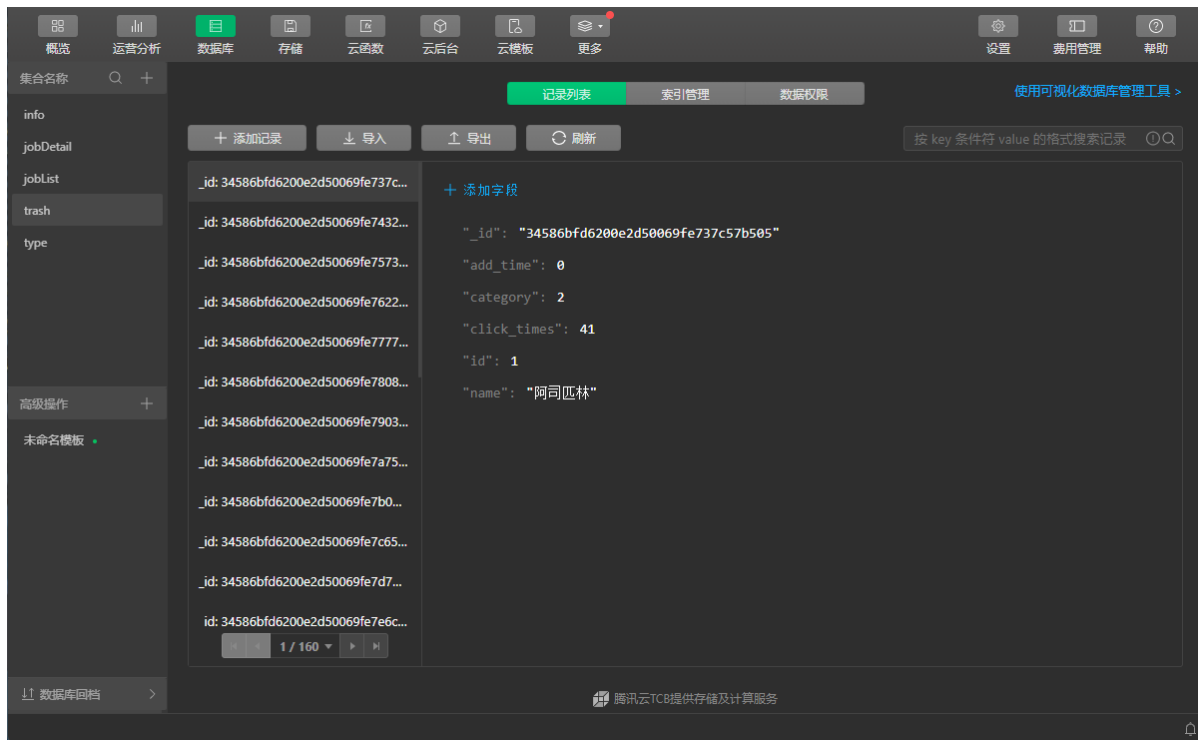 概览 运营分析 数据库 存储 云函数 云后台 云模板 更多 设置 费用管理 帮助
集合名称
info
jobDetail
jobList
trash
type
高级操作
未命名模板
数据库回档
记录列表 索引管理 数据权限
使用可视化数据库管理工具 >
添加记录 导入 导出 刷新
按 key 条件符 value 的格式搜索记录
_id: 34586bfd6200e2d50069fe737c...
_id: 34586bfd6200e2d50069fe7432...
_id: 34586bfd6200e2d50069fe7573...
_id: 34586bfd6200e2d50069fe7622...
_id: 34586bfd6200e2d50069fe7777...
_id: 34586bfd6200e2d50069fe7808...
_id: 34586bfd6200e2d50069fe7903...
_id: 34586bfd6200e2d50069fe7a75...
_id: 34586bfd6200e2d50069fe7b0...
_id: 34586bfd6200e2d50069fe7c65...
_id: 34586bfd6200e2d50069fe7d7...
id: 34586bfd6200e2d50069fe7e6c...
1 / 160
添加字段
"_id": "34586bfd6200e2d50069fe737c57b505"
"add_time": 0
"category": 2
"click_times": 41
"id": 1
"name": "阿司匹林"
腾讯云TCB提供存储及计算服务